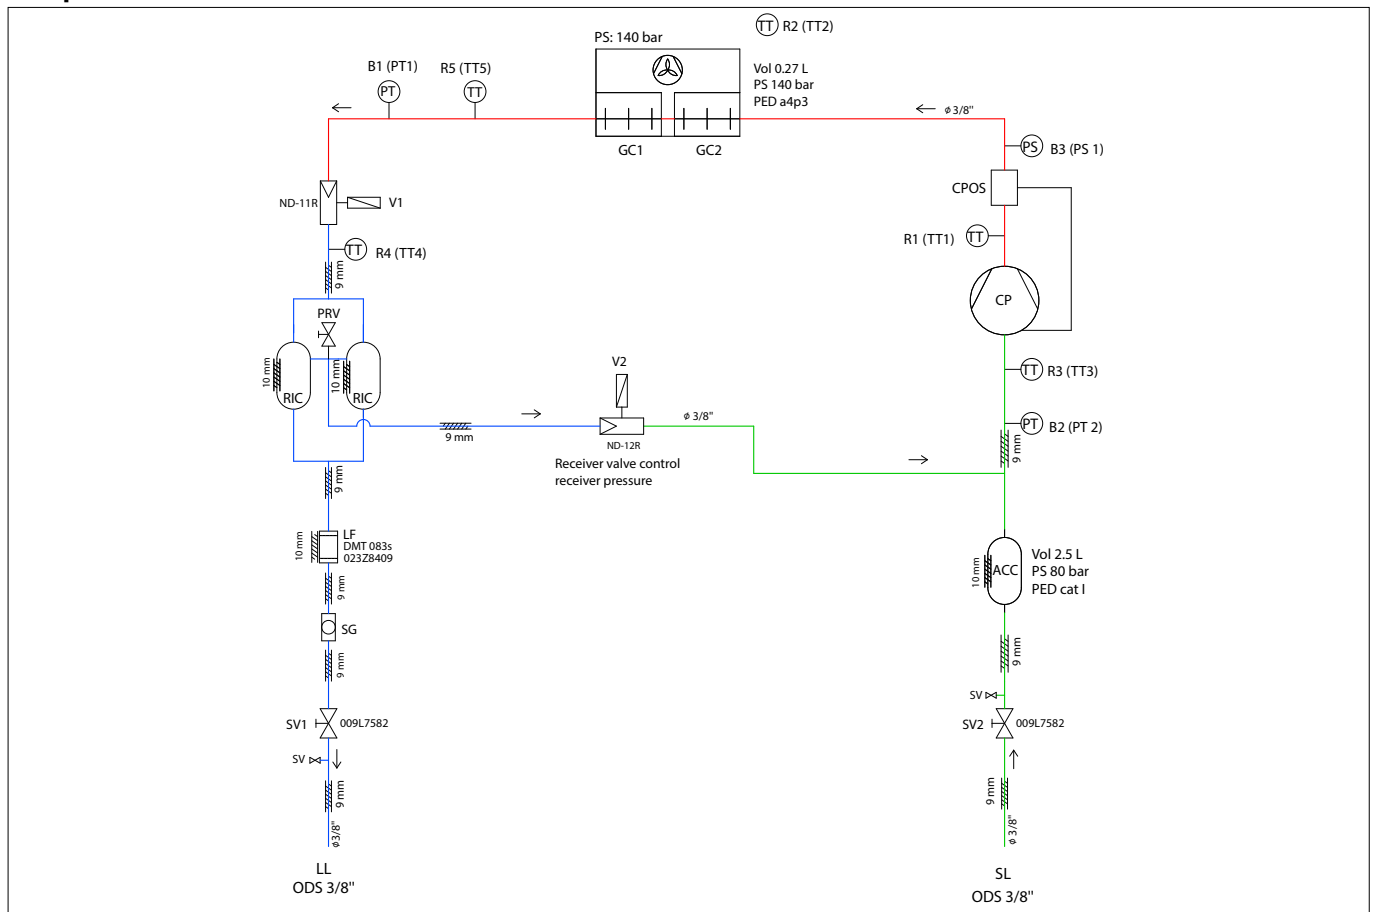 TT R2 (TT2)
PS: 140 bar
B1 (PT1)
R5 (TT5)
Vol 0.27 L
PS 140 bar
PED a4p3
PT
TT
ϕ 3/8"
GC1
GC2
PS B3 (PS 1)
CPOS
ND-11R
V1
R1 (TT1) TT
TT R4 (TT4)
9 mm
CP
PRV
V2
TT R3 (TT3)
10 mm
10 mm
RIC
RIC
ϕ 3/8"
PT B2 (PT 2)
9 mm
ND-12R
9 mm
Receiver valve control
receiver pressure
9 mm
LF
DMT 083s
023Z8409
10 mm
Vol 2.5 L
PS 80 bar
PED cat I
ACC
10 mm
9 mm
SG
9 mm
9 mm
SV
SV1
009L7582
SV2
009L7582
SV
9 mm
9 mm
ϕ 3/8"
ϕ 3/8"
LL
ODS 3/8"
SL
ODS 3/8"